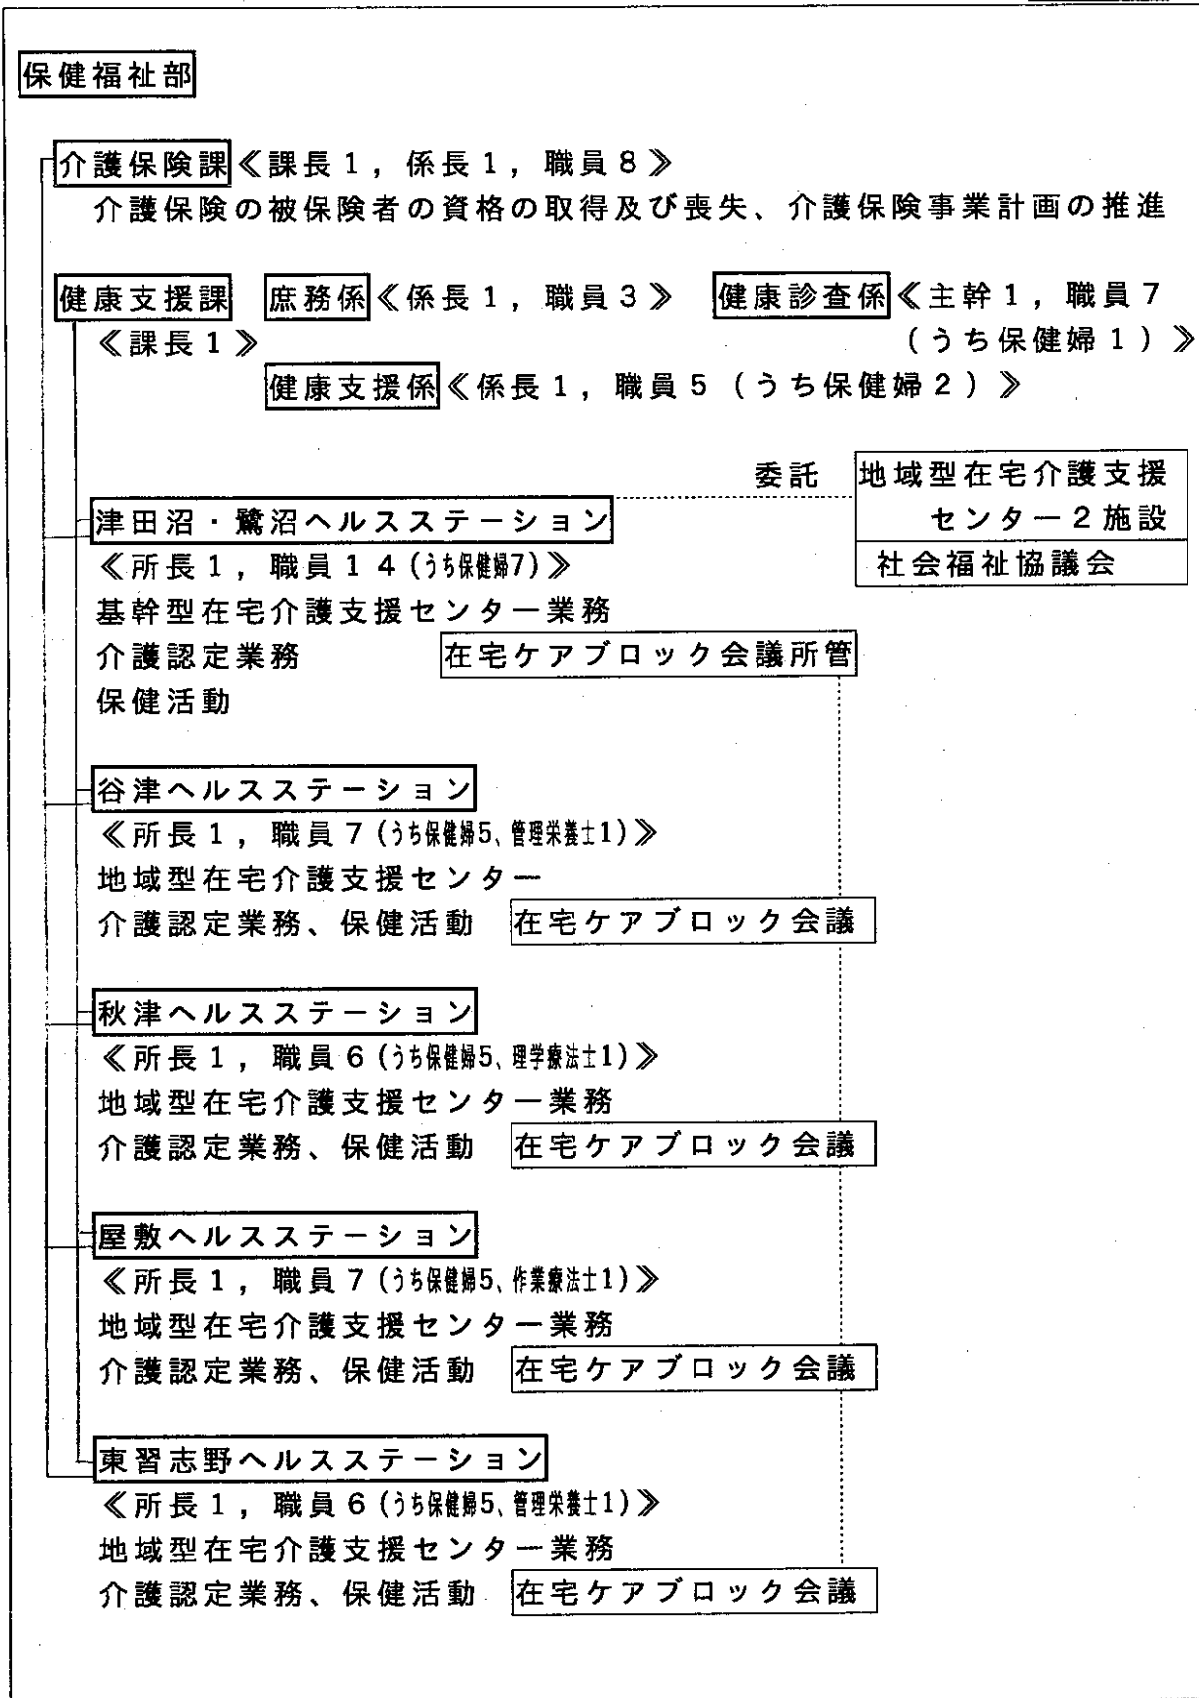 保健福祉部
介護保険課≪課長1，係長1，職員8≫
介護保険の被保険者の資格の取得及び喪失、介護保険事業計画の推進
健康支援課 庶務係≪係長1，職員3≫ 健康診査係≪主幹1，職員7
≪課長1≫ (うち保健婦1)≫
健康支援係≪係長1，職員5（うち保健婦2）≫
委託 地域型在宅介護支援
センター2施設
津田沼・鷺沼ヘルスステーション
社会福祉協議会
≪所長1，職員14(うち保健婦7)≫
基幹型在宅介護支援センター業務
介護認定業務 在宅ケアブロック会議所管
保健活動
谷津ヘルスステーション
≪所長1，職員7(うち保健婦5、管理栄養士1)≫
地域型在宅介護支援センター
介護認定業務、保健活動 在宅ケアブロック会議
秋津ヘルスステーション
≪所長1，職員6(うち保健婦5、理学療法士1)≫
地域型在宅介護支援センター業務
介護認定業務、保健活動 在宅ケアブロック会議
屋敷ヘルスステーション
≪所長1，職員7(うち保健婦5、作業療法士1)≫
地域型在宅介護支援センター業務
介護認定業務、保健活動 在宅ケアブロック会議
東習志野ヘルスステーション
≪所長1，職員6(うち保健婦5、管理栄養士1)≫
地域型在宅介護支援センター業務
介護認定業務、保健活動 在宅ケアブロック会議